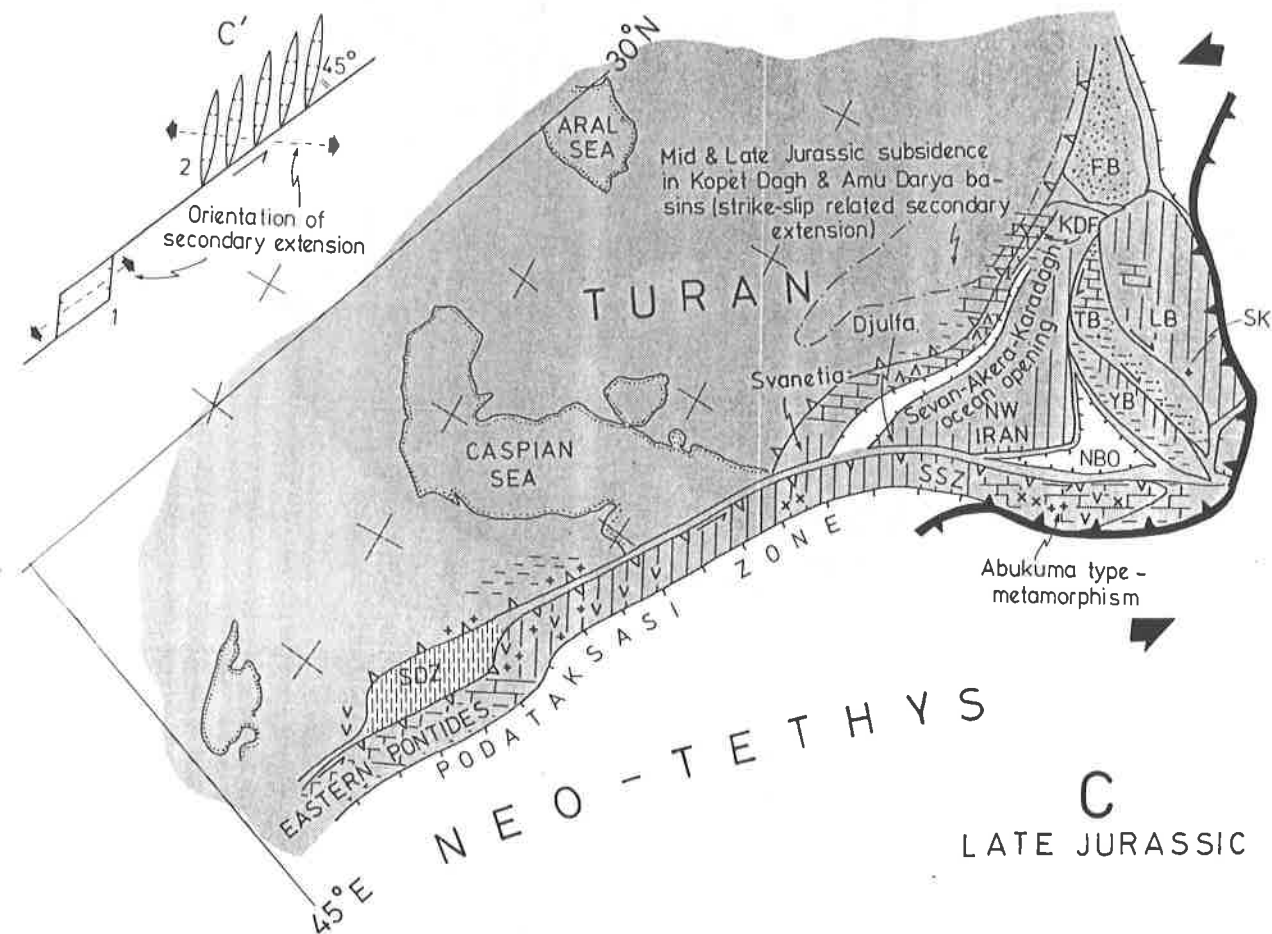 C′
45°
2
Orientation of
secondary extension
1
30°N
ARAL
SEA
Mid & Late Jurassic subsidence
in Kopet Dagh & Amu Darya ba-
sins (strike-slip related secondary
extension)
FB
KDF
TURAN
Djulfa
TB
LB
SK
Svanetia
Sevan-Akera-Karadagh
ocean opening
YB
NW
IRAN
CASPIAN
SEA
NBO
SSZ
Abukuma type-
metamorphism
SDZ
EASTERN PONTIDES
PODATAKSASI ZONE
NEO-TETHYS
C
LATE JURASSIC
45°E